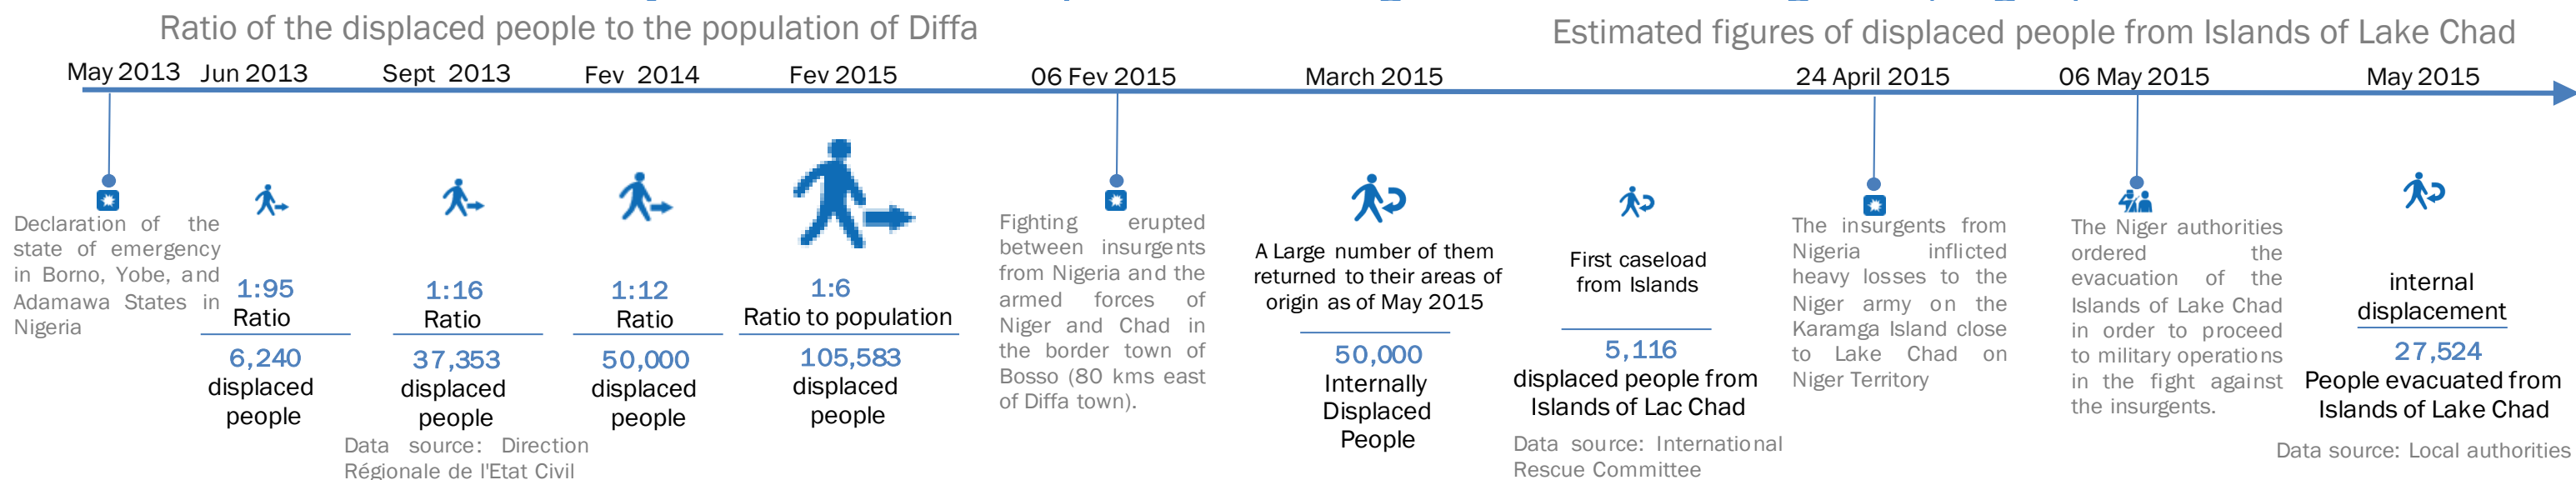 Ratio of the displaced people to the population of Diffa
Estimated figures of displaced people from Islands of Lake Chad
May 2013
Jun 2013
Sept 2013
Fev 2014
Fev 2015
06 Fev 2015
March 2015
24 April 2015
06 May 2015
May 2015
Declaration of the
state of emergency
in Borno, Yobe, and
Adamawa States in
Nigeria
1:95
Ratio
6,240
displaced
people
1:16
Ratio
37,353
displaced
people
1:12
Ratio
50,000
displaced
people
1:6
Ratio to population
105,583
displaced
people
Data source: Direction
Régionale de l'Etat Civil
Fighting erupted
between insurgents
from Nigeria and the
armed forces of
Niger and Chad in
the border town of
Bosso (80 kms east
of Diffa town).
A Large number of them
returned to their areas of
origin as of May 2015
50,000
Internally
Displaced
People
First caseload
from Islands
5,116
displaced people from
Islands of Lac Chad
Data source: International
Rescue Committee
The insurgents from
Nigeria inflicted
heavy losses to the
Niger army on the
Karamga Island close
to Lake Chad on
Niger Territory
The Niger authorities
ordered the
evacuation of the
Islands of Lake Chad
in order to proceed
to military operations
in the fight against
the insurgents.
internal
displacement
27,524
People evacuated from
Islands of Lake Chad
Data source: Local authorities